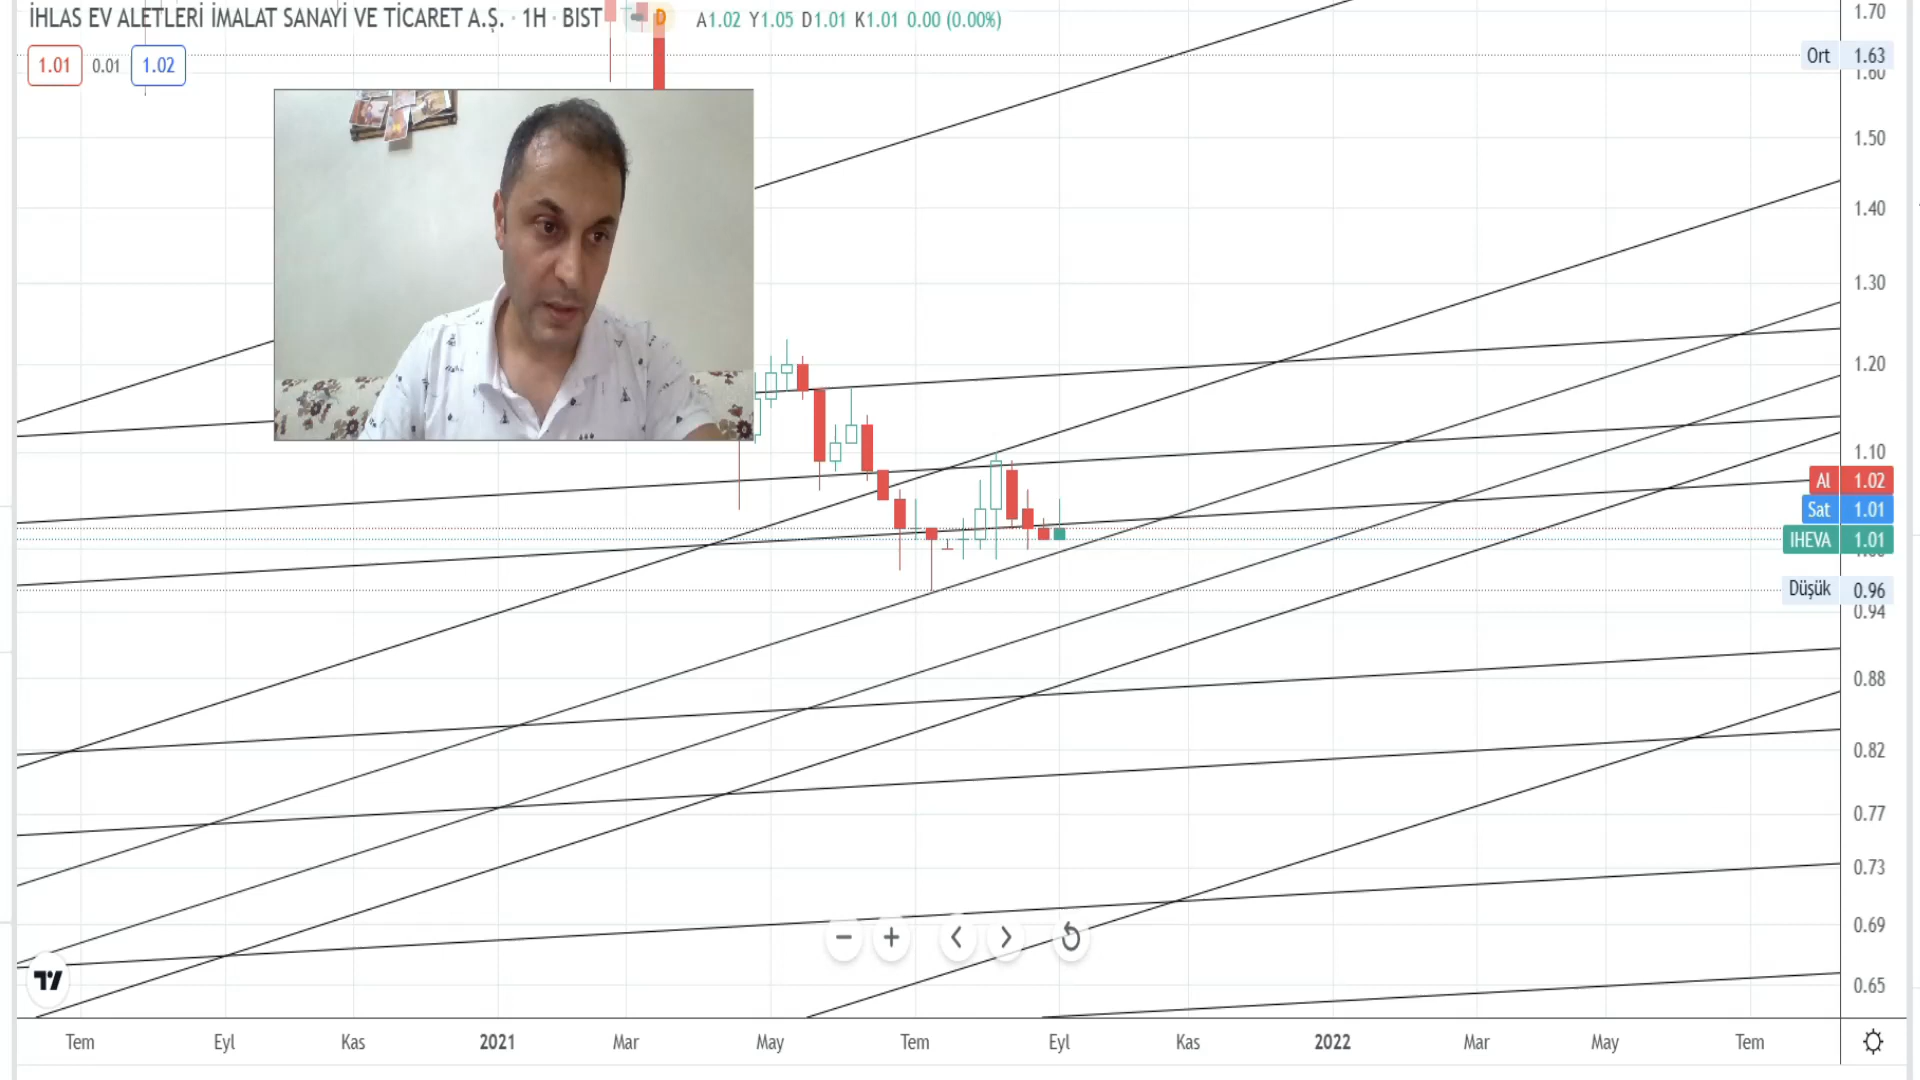 İHLAS EV ALETLERİ İMALAT SANAYİ VE TİCARET A.Ş. · 1H · BIST D A1.02 Y1.05 D1.01 K1.01 0.00 (0.00%)
1.01 0.01 1.02
1.70
Ort 1.63
1.60
1.50
1.40
1.30
1.20
1.10
Al 1.02
Sat 1.01
IHEVA 1.01
Düşük 0.96
0.94
0.88
0.82
0.77
0.73
0.69
0.65
Tem Eyl Kas 2021 Mar May Tem Eyl Kas 2022 Mar May Tem